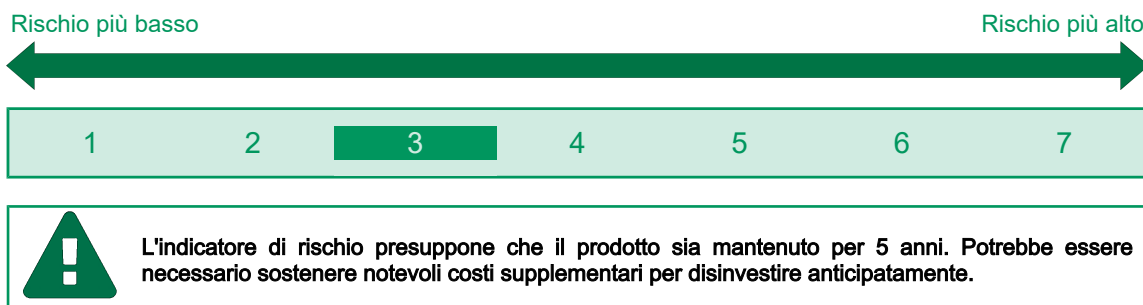 Rischio più basso Rischio più alto
1 2 3 4 5 6 7
L'indicatore di rischio presuppone che il prodotto sia mantenuto per 5 anni. Potrebbe essere
necessario sostenere notevoli costi supplementari per disinvestire anticipatamente.